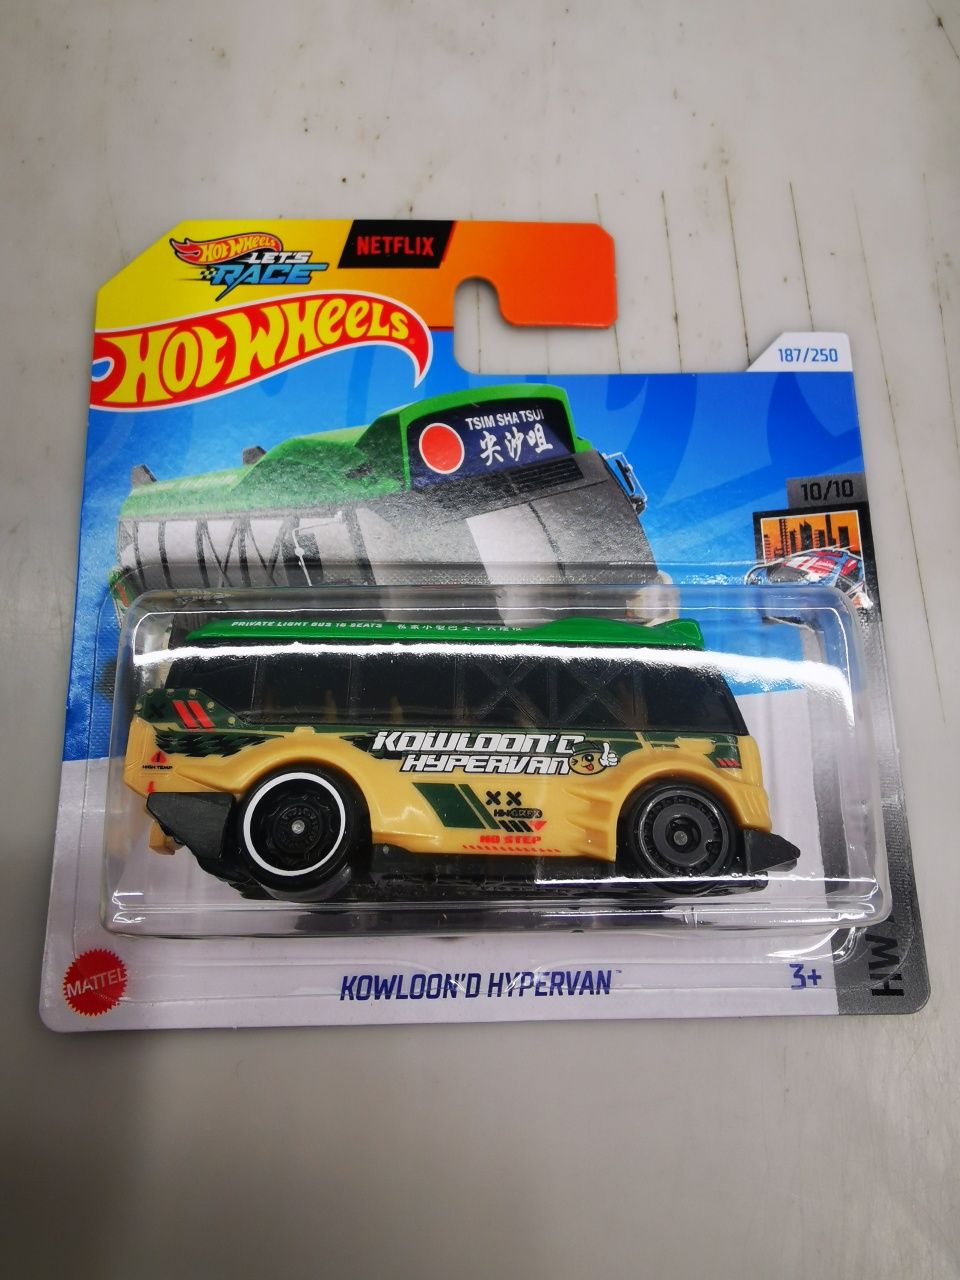 HOT WHEELS
LET'S
RACE
NETFLIX
HOT WHEELS
187/250
TSIM SHA TSUI
尖沙咀
10/10
PRIVATE LIGHT BUS 16 SEATS
KOWLOON'D
HYPERVAN
HIGH TEMP
NO STEP
MATTEL
KOWLOON'D HYPERVAN™
3+
HW